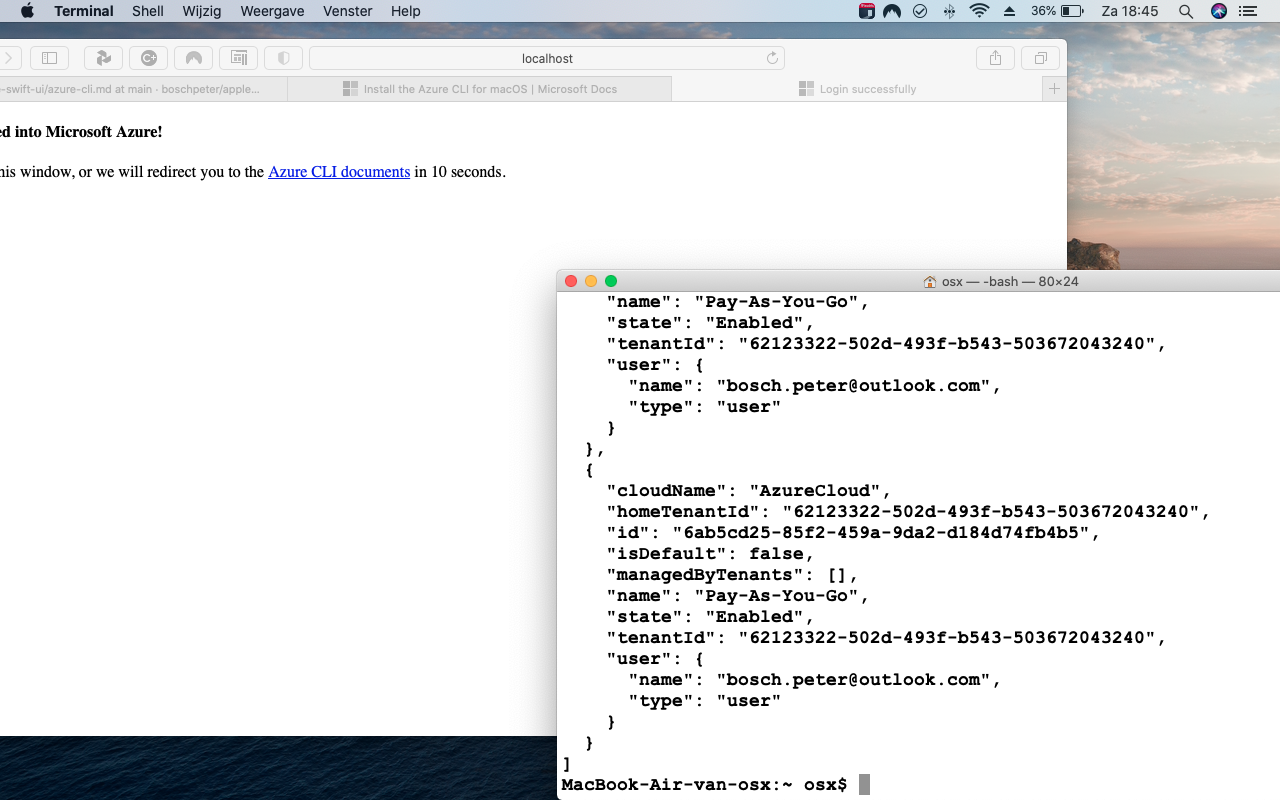 Terminal Shell Wijzig Weergave Venster Help 36% Za 18:45
localhost
-swift-ui/azure-cli.md at main · boschpeter/apple... Install the Azure CLI for macOS | Microsoft Docs Login successfully
ed into Microsoft Azure!
his window, or we will redirect you to the Azure CLI documents in 10 seconds.
osx — -bash — 80×24
"name": "Pay-As-You-Go",
"state": "Enabled",
"tenantId": "62123322-502d-493f-b543-503672043240",
"user": {
"name": "bosch.peter@outlook.com",
"type": "user"
}
},
{
"cloudName": "AzureCloud",
"homeTenantId": "62123322-502d-493f-b543-503672043240",
"id": "6ab5cd25-85f2-459a-9da2-d184d74fb4b5",
"isDefault": false,
"managedByTenants": [],
"name": "Pay-As-You-Go",
"state": "Enabled",
"tenantId": "62123322-502d-493f-b543-503672043240",
"user": {
"name": "bosch.peter@outlook.com",
"type": "user"
}
}
]
MacBook-Air-van-osx:~ osx$